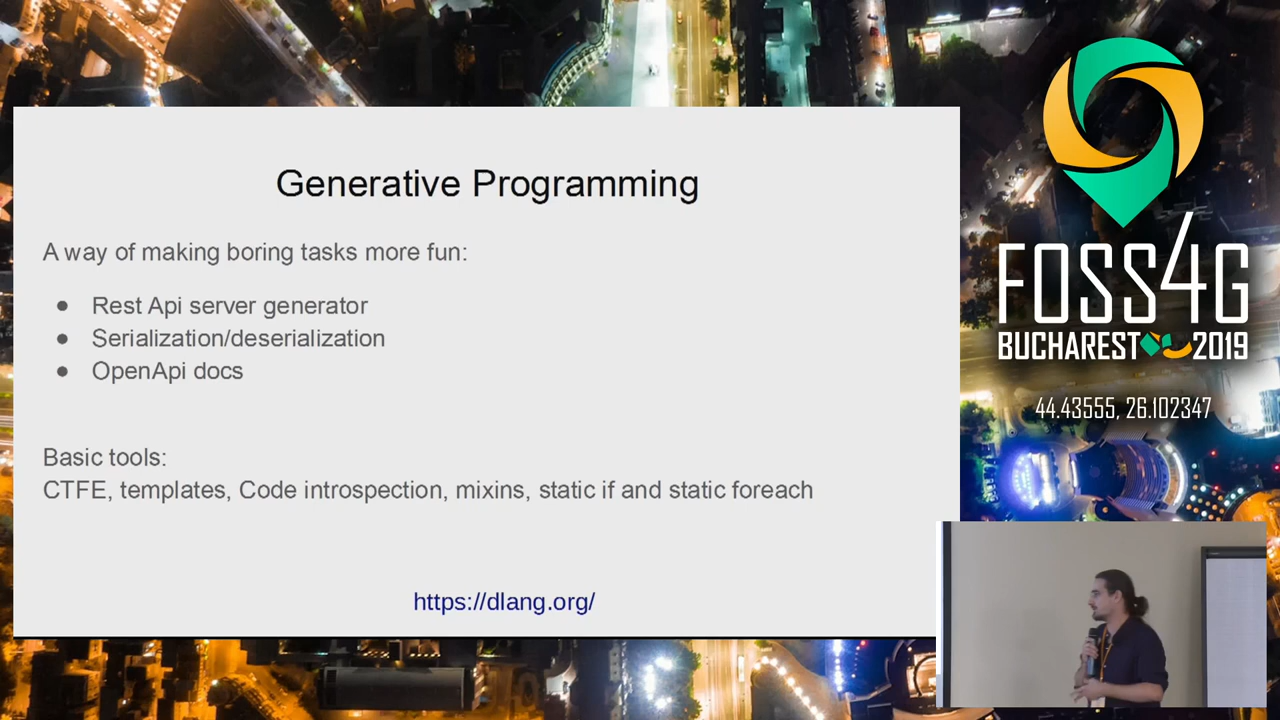 Generative Programming
A way of making boring tasks more fun:
● Rest Api server generator
● Serialization/deserialization
● OpenApi docs
Basic tools:
CTFE, templates, Code introspection, mixins, static if and static foreach
https://dlang.org/
FOSS4G
BUCHAREST 2019
44.43555, 26.102347